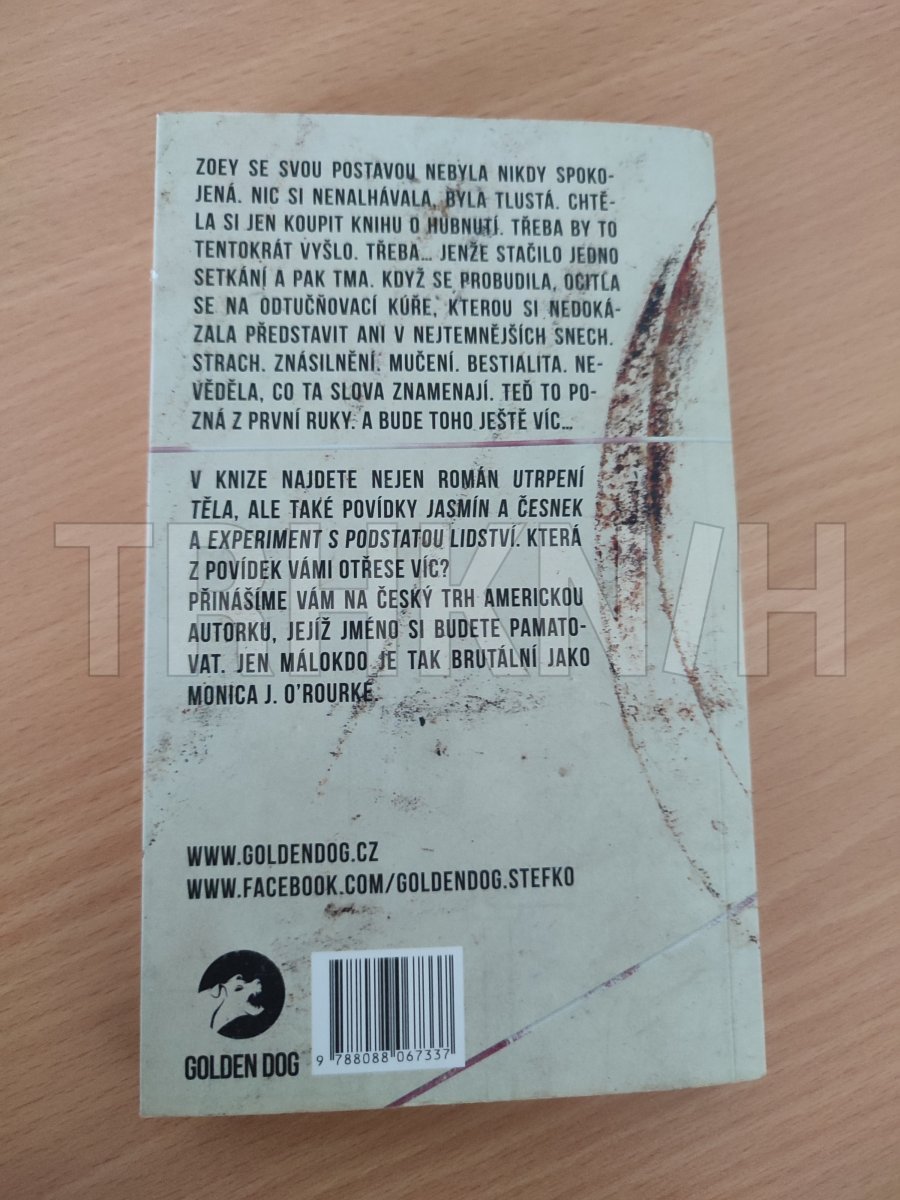 ZOEY SE SVOU POSTAVOU NEBYLA NIKDY SPOKO-
JENÁ. NIC SI NENALHÁVALA, BYLA TLUSTÁ. CHTĚ-
LA SI JEN KOUPIT KNIHU O HUBNUTÍ. TŘEBA BY TO
TENTOKRÁT VYŠLO. TŘEBA... JENŽE STAČILO JEDNO
SETKÁNÍ A PAK TMA. KDYŽ SE PROBUDILA, OCITLA
SE NA ODTUČŇOVACÍ KÚŘE, KTEROU SI NEDOKÁ-
ZALA PŘEDSTAVIT ANI V NEJTEMNĚJŠÍCH SNECH.
STRACH. ZNÁSILNĚNÍ. MUČENÍ. BESTIALITA. NE-
VĚDĚLA, CO TA SLOVA ZNAMENAJÍ. TEĎ TO PO-
ZNÁ Z PRVNÍ RUKY. A BUDE TOHO JEŠTĚ VÍC...
V KNIZE NAJDETE NEJEN ROMÁN UTRPENÍ
TĚLA, ALE TAKÉ POVÍDKY JASMÍN A ČESNEK
A EXPERIMENT S PODSTATOU LIDSTVÍ. KTERÁ
Z POVÍDEK VÁMI OTŘESE VÍC?
PŘINÁŠÍME VÁM NA ČESKÝ TRH AMERICKOU
AUTORKU, JEJÍŽ JMÉNO SI BUDETE PAMATO-
VAT. JEN MÁLOKDO JE TAK BRUTÁLNÍ JAKO
MONICA J. O'ROURKE.
WWW.GOLDENDOG.CZ
WWW.FACEBOOK.COM/GOLDENDOG.STEFKO
GOLDEN DOG
9 788088 067337
TRHKNIH